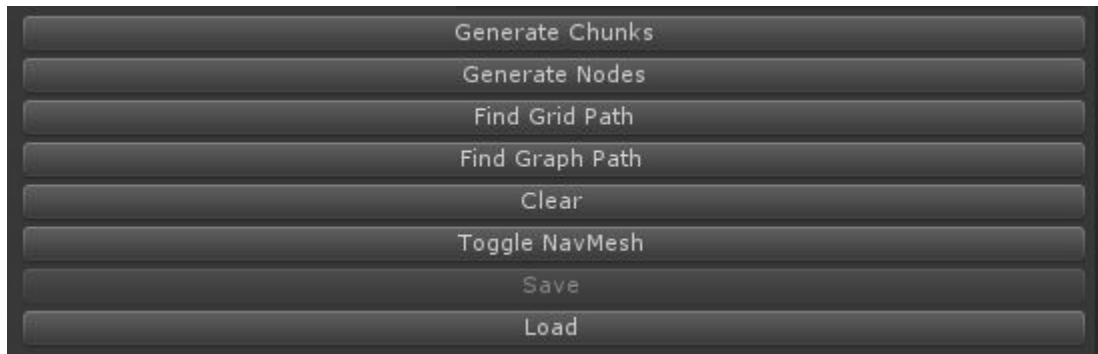 Generate Chunks
Generate Nodes
Find Grid Path
Find Graph Path
Clear
Toggle NavMesh
Save
Load